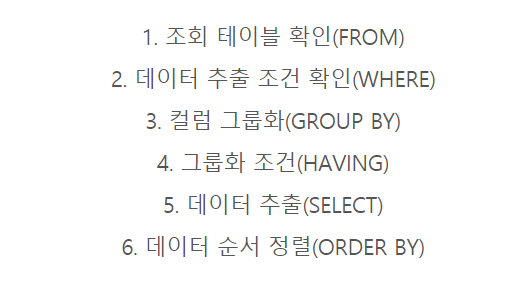 1. 조회 테이블 확인(FROM)
2. 데이터 추출 조건 확인(WHERE)
3. 컬럼 그룹화(GROUP BY)
4. 그룹화 조건(HAVING)
5. 데이터 추출(SELECT)
6. 데이터 순서 정렬(ORDER BY)